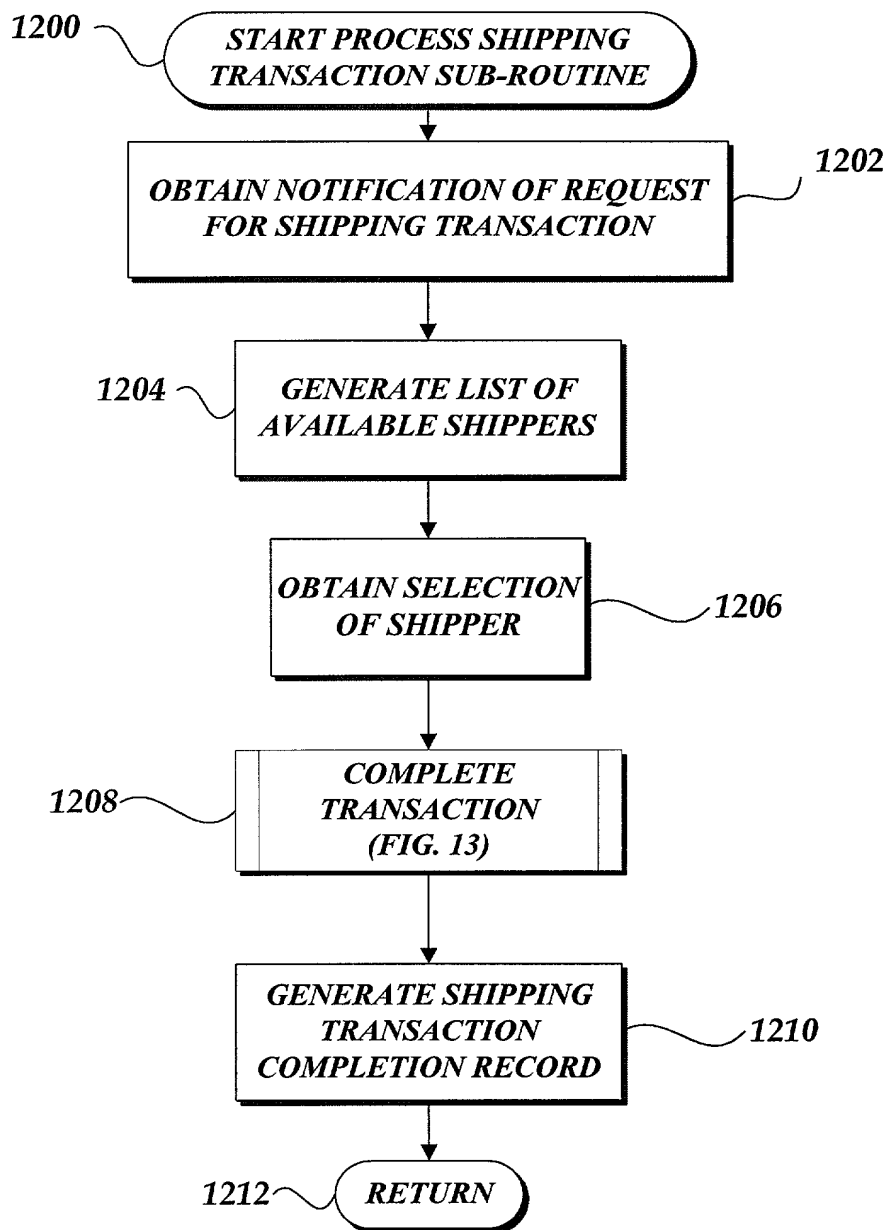 1200
START PROCESS SHIPPING
TRANSACTION SUB-ROUTINE
1202
OBTAIN NOTIFICATION OF REQUEST
FOR SHIPPING TRANSACTION
1204
GENERATE LIST OF
AVAILABLE SHIPPERS
OBTAIN SELECTION
OF SHIPPER
1206
1208
COMPLETE
TRANSACTION
(FIG. 13)
GENERATE SHIPPING
TRANSACTION
COMPLETION RECORD
1210
1212
RETURN